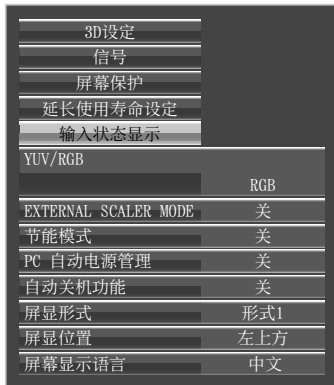 3D设定
信号
屏幕保护
延长使用寿命设定
输入状态显示
YUV/RGB
RGB
EXTERNAL SCALER MODE 关
节能模式 关
PC 自动电源管理 关
自动关机功能 关
屏显形式 形式1
屏显位置 左上方
屏幕显示语言 中文